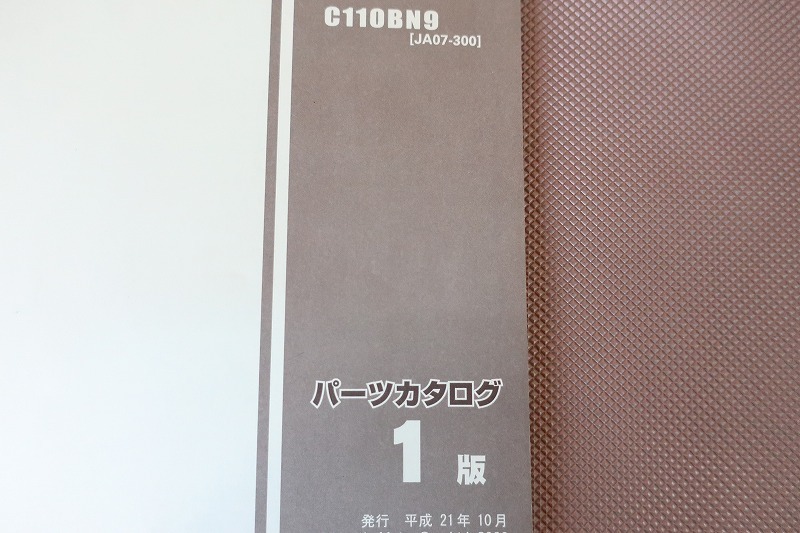 C110BN9
[JA07-300]
パーツカタログ
1 版
発行 平成 21年 10月